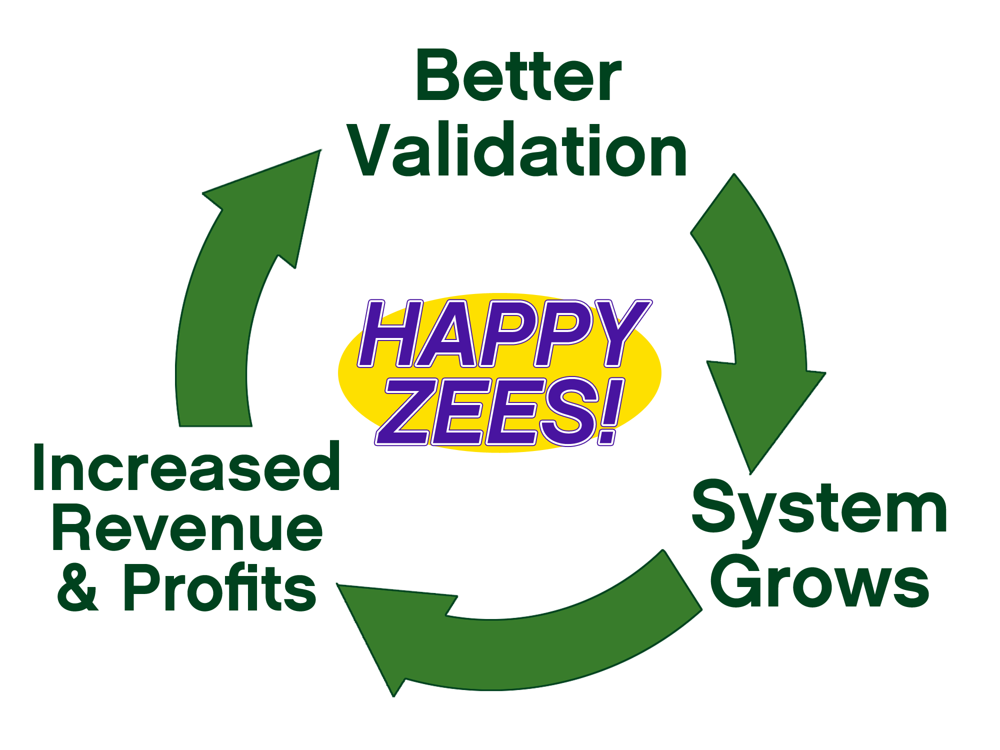 Better
Validation
HAPPY
ZEES!
System
Grows
Increased
Revenue
& Profits